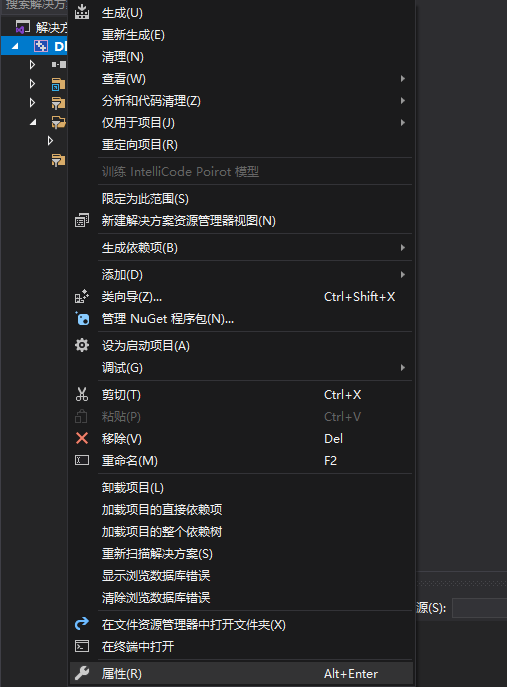 搜索解决方
解决方
生成(U)
重新生成(E)
清理(N)
查看(W)
分析和代码清理(Z)
仅用于项目(J)
重定向项目(R)
训练 IntelliCode Poirot 模型
限定为此范围(S)
新建解决方案资源管理器视图(N)
生成依赖项(B)
添加(D)
类向导(Z)... Ctrl+Shift+X
管理 NuGet 程序包(N)...
设为启动项目(A)
调试(G)
剪切(T) Ctrl+X
粘贴(P) Ctrl+V
移除(V) Del
重命名(M) F2
卸载项目(L)
加载项目的直接依赖项
加载项目的整个依赖树
重新扫描解决方案(S)
显示浏览数据库错误
清除浏览数据库错误
源(S):
在文件资源管理器中打开文件夹(X)
在终端中打开
属性(R) Alt+Enter